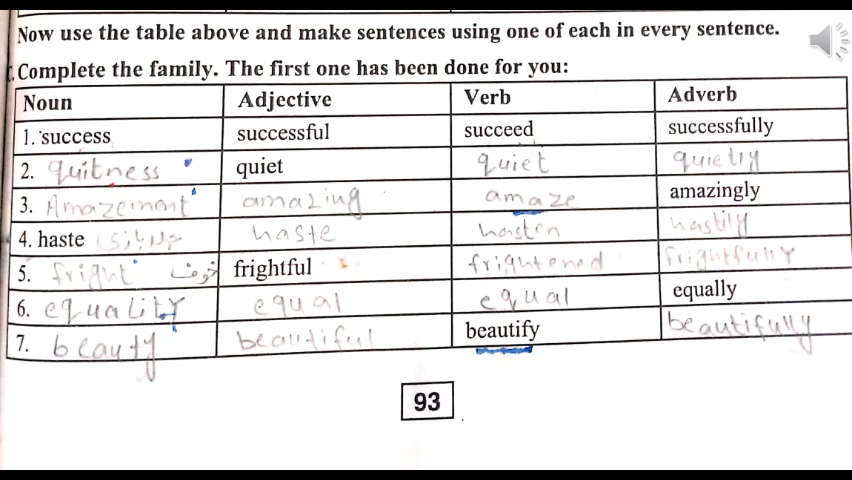 Now use the table above and make sentences using one of each in every sentence.
Complete the family. The first one has been done for you:
Noun Adjective Verb Adverb
1. success successful succeed successfully
2. quitness quiet quiet quietly
3. Amazement amazing amaze amazingly
4. haste جلد بازی haste hasten hastily
5. fright خوف frightful frightened frightfully
6. equality equal equal equally
7. beauty beautiful beautify beautifully
93